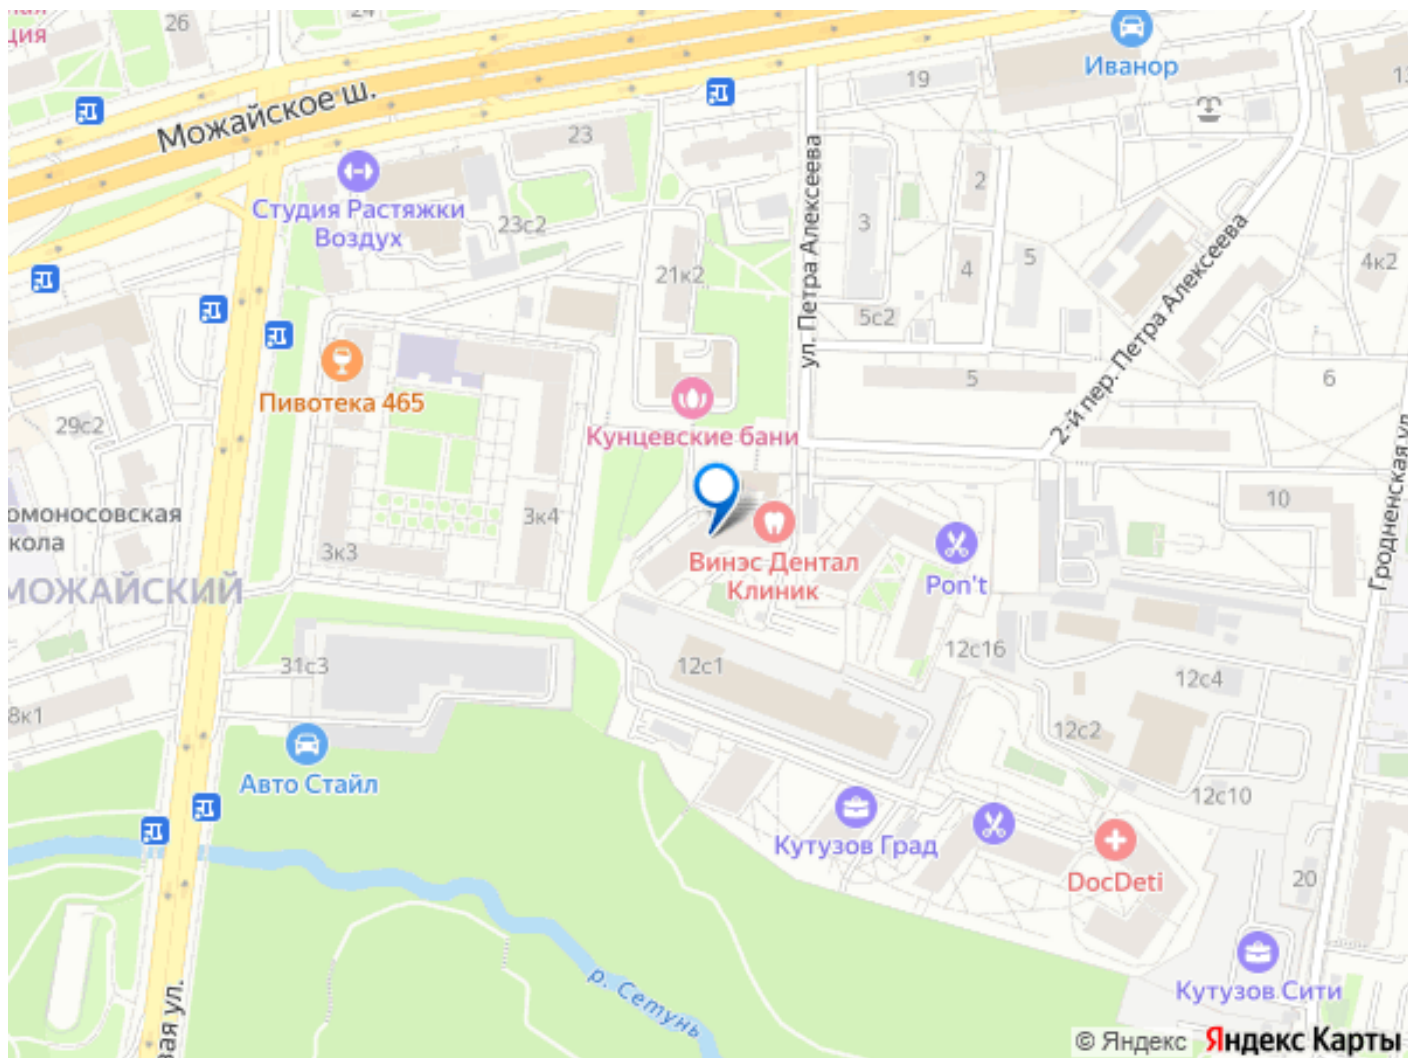 ция
26
24
Можайское ш.
19
Иванор
23
Студия Растяжки
Воздух
23с2
ул. Петра Алексеева
3
2
4
5
21к2
5с2
2-й пер. Петра Алексеева
4к2
5
6
Пивотека 465
29с2
Кунцевские бани
10
Гродненская ул.
омоносовская
кола
3к4
3к3
МОЖАЙСКИЙ
Винэс Дентал
Клиник
Pon't
31с3
12с1
12с16
12с4
8к1
12с2
Авто Стайл
12с10
Кутузов Град
DocDeti
20
Кутузов Сити
р. Сетунь
вая ул.
© Яндекс Яндекс Карты